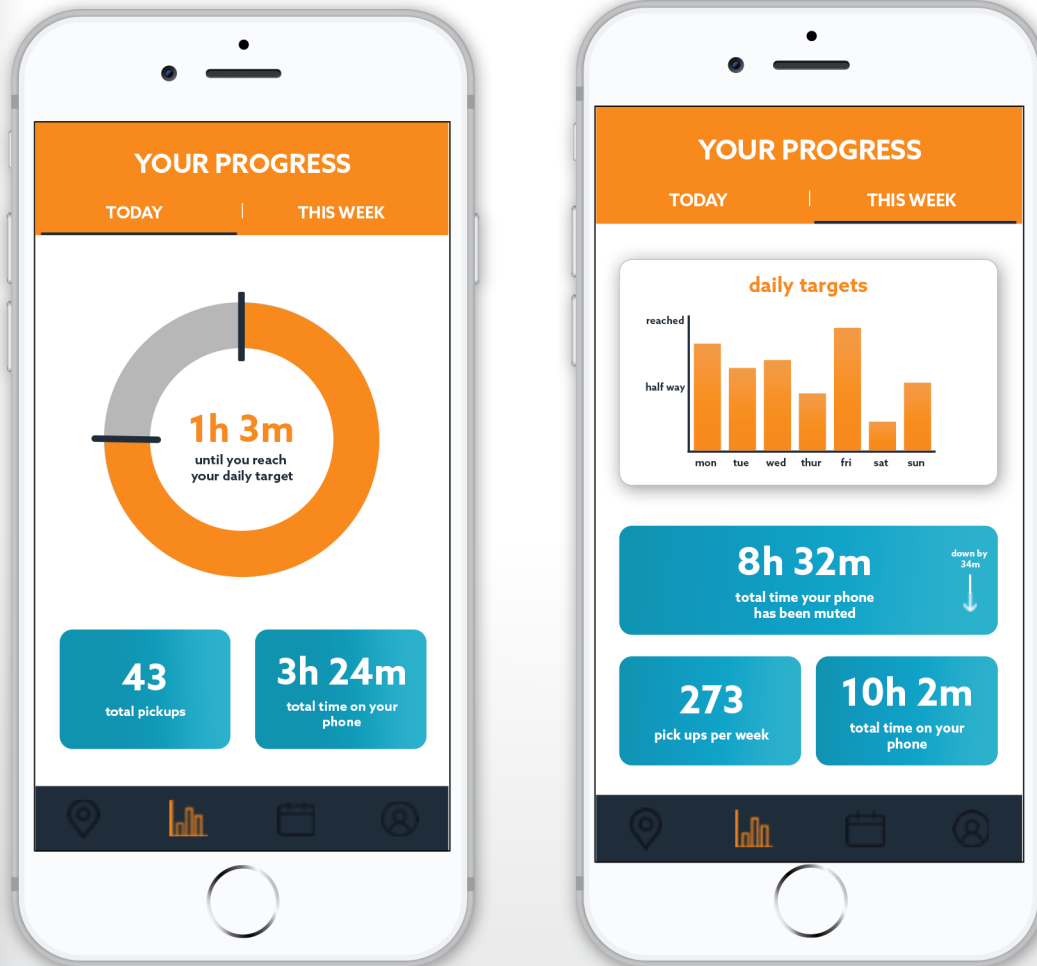 YOUR PROGRESS
TODAY | THIS WEEK
1h 3m
until you reach
your daily target
43
total pickups
3h 24m
total time on your
phone
YOUR PROGRESS
TODAY | THIS WEEK
daily targets
reached
half way
mon tue wed thur fri sat sun
8h 32m
total time your phone
has been muted
down by
34m
273
pick ups per week
10h 2m
total time on your
phone